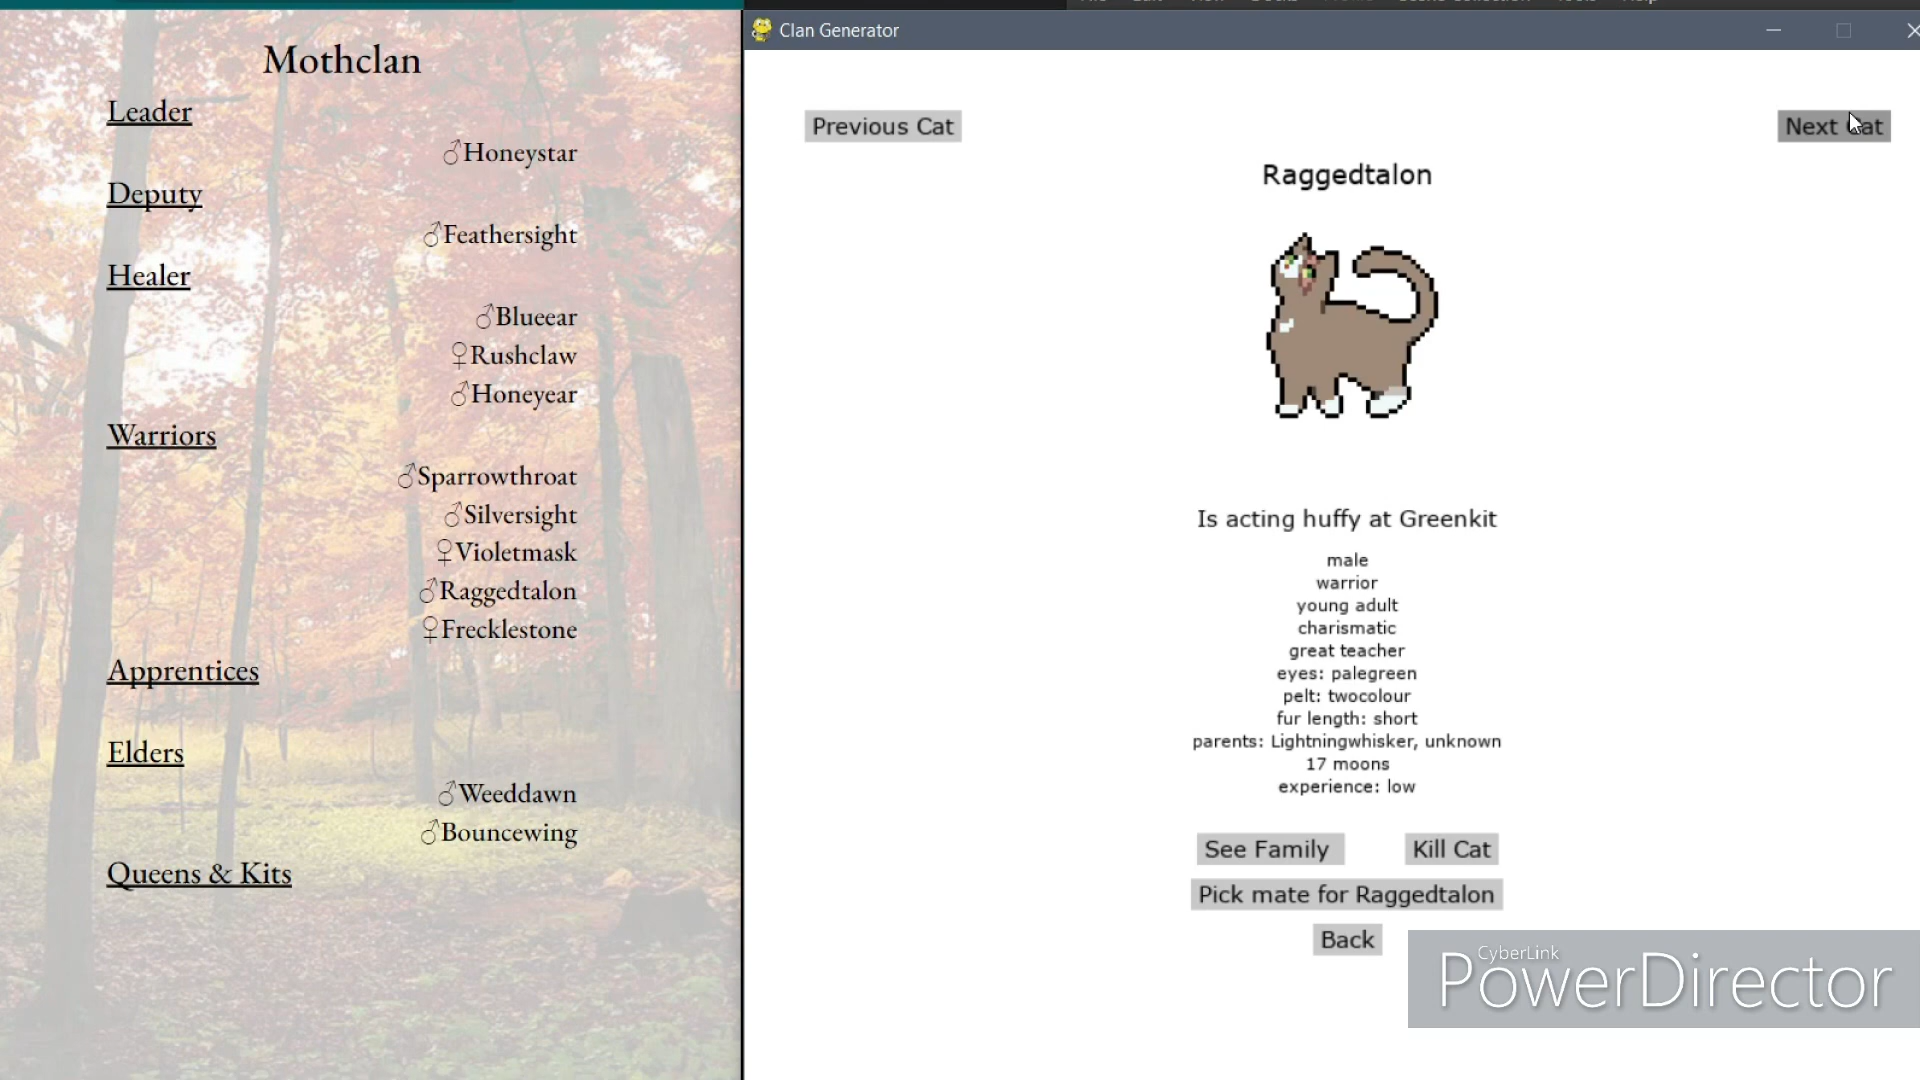 Mothclan
Leader
♂Honeystar
Deputy
♂Feathersight
Healer
♂Blueear
♀Rushclaw
♂Honeyear
Warriors
♂Sparrowthroat
♂Silversight
♀Violetmask
♂Raggedtalon
♀Frecklestone
Apprentices
Elders
♂Weeddawn
♂Bouncewing
Queens & Kits
Clan Generator
Previous Cat
Next Cat
Raggedtalon
Is acting huffy at Greenkit
male
warrior
young adult
charismatic
great teacher
eyes: palegreen
pelt: twocolour
fur length: short
parents: Lightningwhisker, unknown
17 moons
experience: low
See Family
Kill Cat
Pick mate for Raggedtalon
Back
CyberLink
PowerDirector